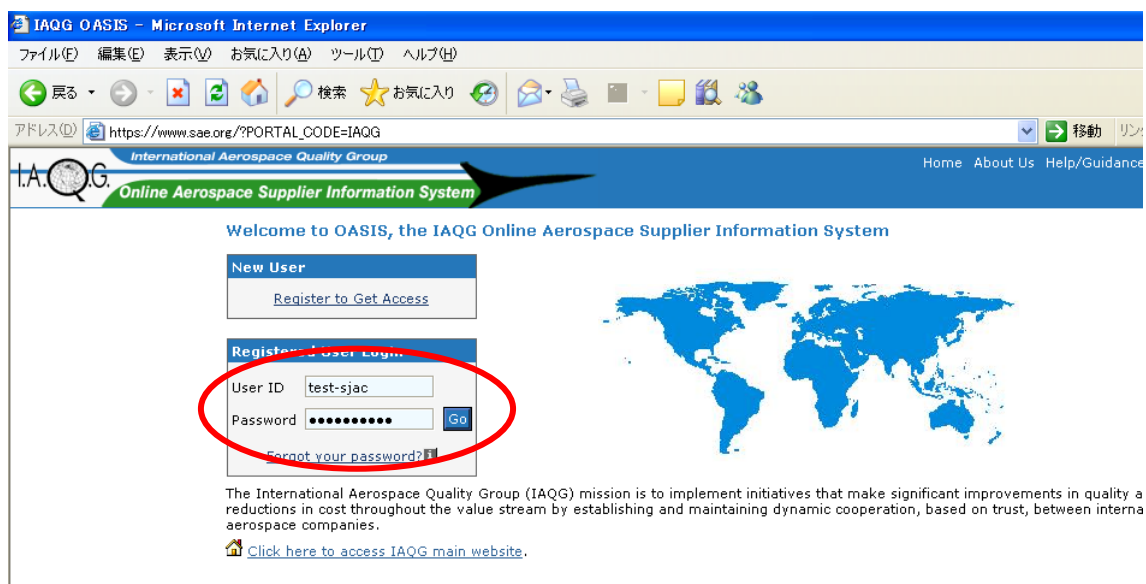 IAQG OASIS - Microsoft Internet Explorer
ファイル(F) 編集(E) 表示(V) お気に入り(A) ツール(T) ヘルプ(H)
戻る 検索 お気に入り
アドレス(D) https://www.sae.org/?PORTAL_CODE=IAQG 移動
International Aerospace Quality Group
I.A.Q.G.
Home About Us Help/Guidance
Online Aerospace Supplier Information System
Welcome to OASIS, the IAQG Online Aerospace Supplier Information System
New User
Register to Get Access
Registered User Login
User ID test-sjac
Password •••••••••• Go
Forgot your password? i
The International Aerospace Quality Group (IAQG) mission is to implement initiatives that make significant improvements in quality a
reductions in cost throughout the value stream by establishing and maintaining dynamic cooperation, based on trust, between interna
aerospace companies.
Click here to access IAQG main website.